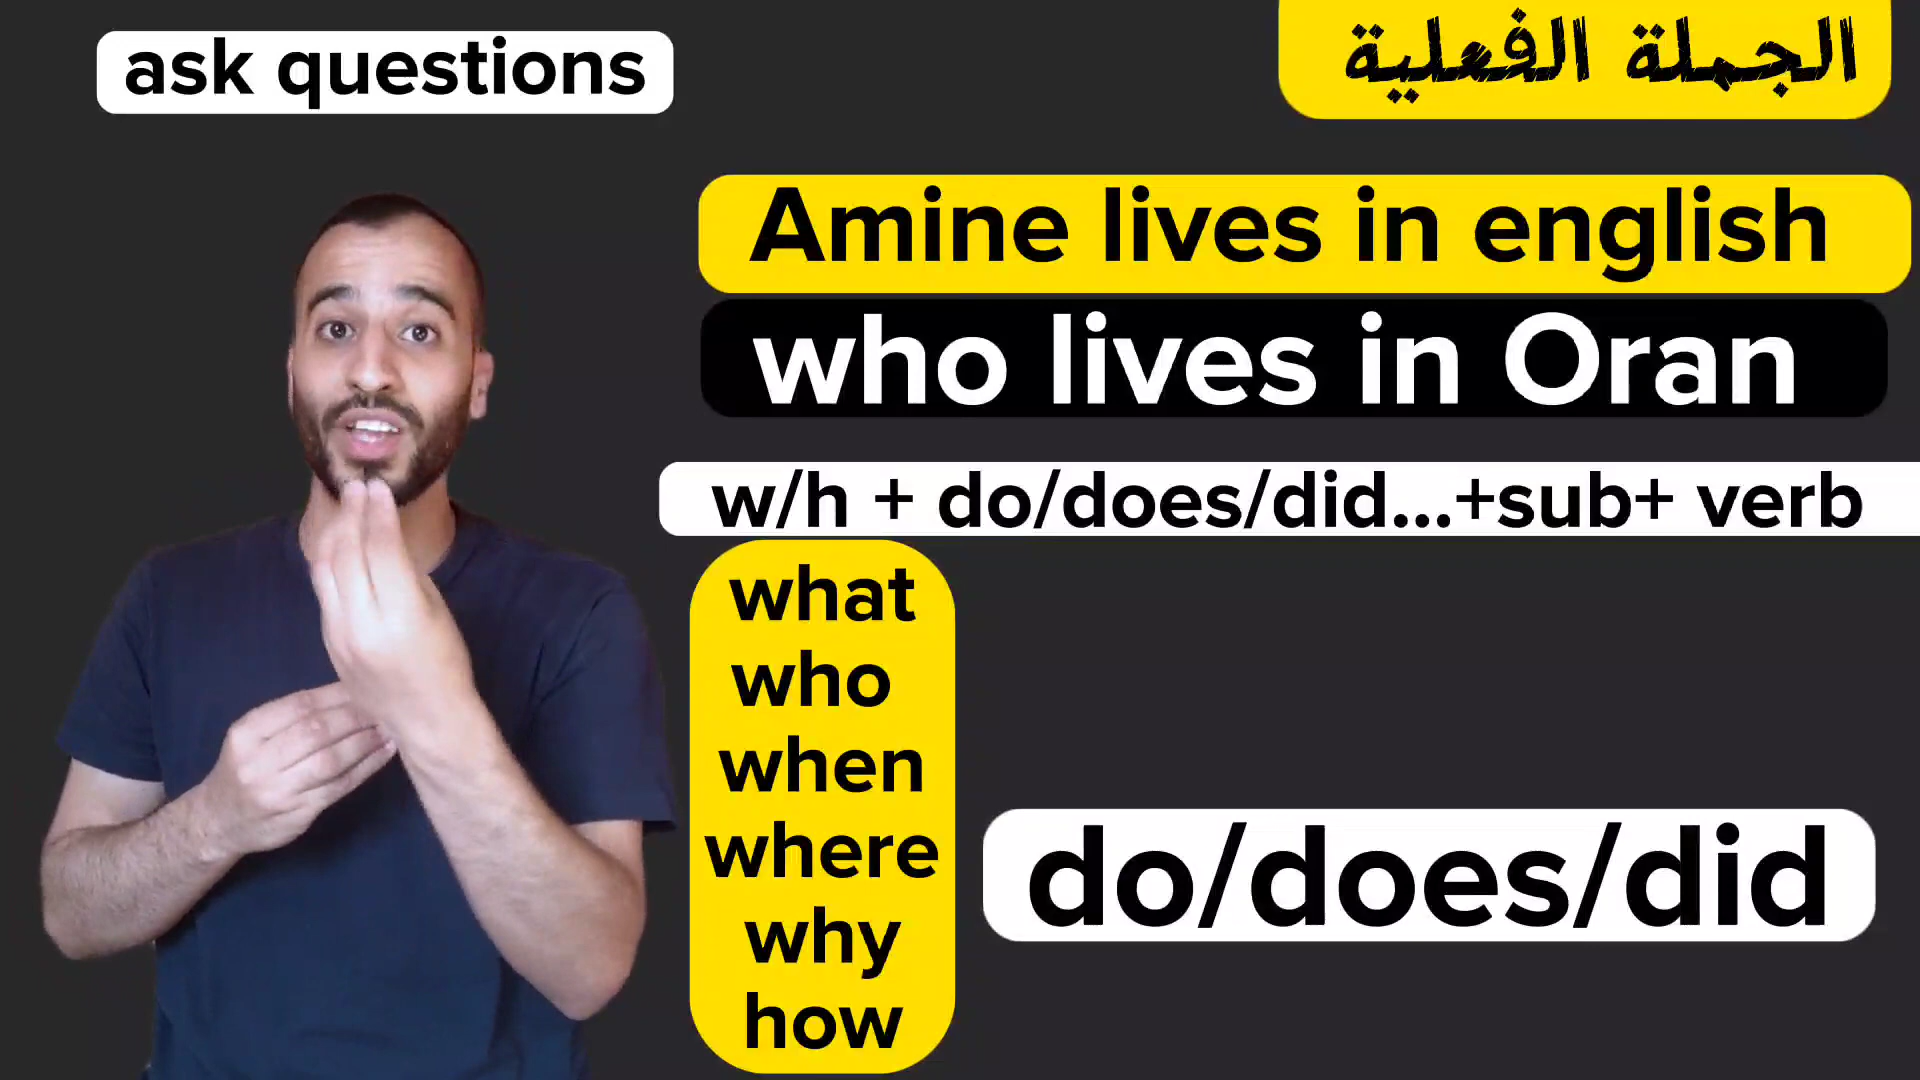 ask questions
الجملة الفعلية
Amine lives in english
who lives in Oran
w/h + do/does/did...+sub+ verb
what
who
when
where
why
how
do/does/did